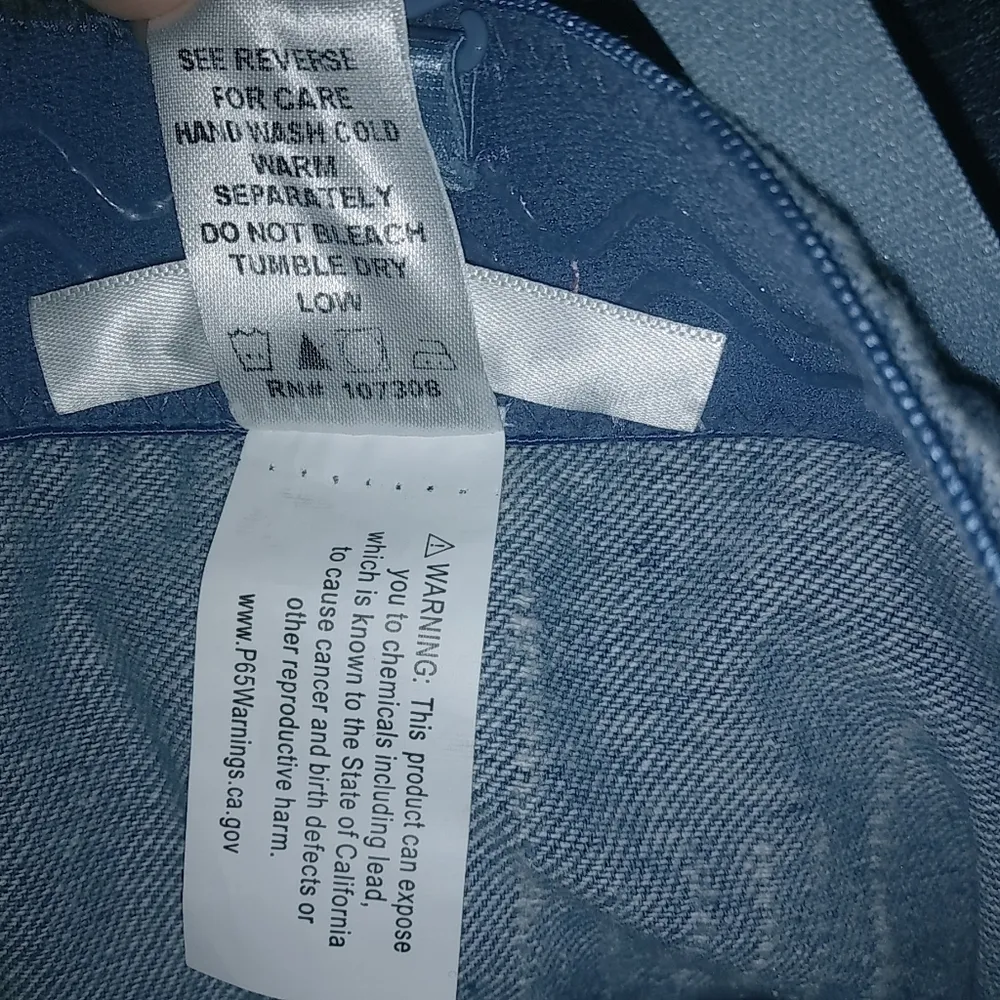 SEE REVERSE
FOR CARE
HAND WASH COLD
WARM
SEPARATELY
DO NOT BLEACH
TUMBLE DRY
LOW
RN# 107308
⚠WARNING: This product can expose
you to chemicals including lead,
which is known to the State of California
to cause cancer and birth defects or
other reproductive harm.
www.P65Warnings.ca.gov